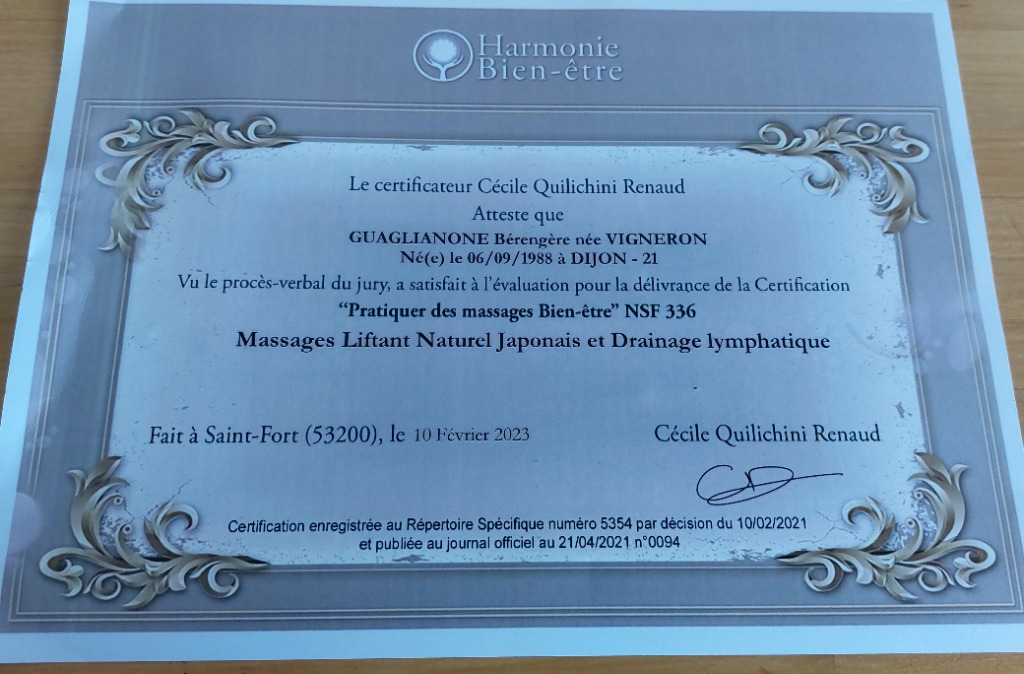 Harmonie
Bien-être
Le certificateur Cécile Quilichini Renaud
Atteste que
GUAGLIANONE Bérengère née VIGNERON
Né(e) le 06/09/1988 à DIJON - 21
Vu le procès-verbal du jury, a satisfait à l'évaluation pour la délivrance de la Certification
“Pratiquer des massages Bien-être” NSF 336
Massages Liftant Naturel Japonais et Drainage lymphatique
Fait à Saint-Fort (53200), le 10 Février 2023
Cécile Quilichini Renaud
Certification enregistrée au Répertoire Spécifique numéro 5354 par décision du 10/02/2021
et publiée au journal officiel au 21/04/2021 n°0094